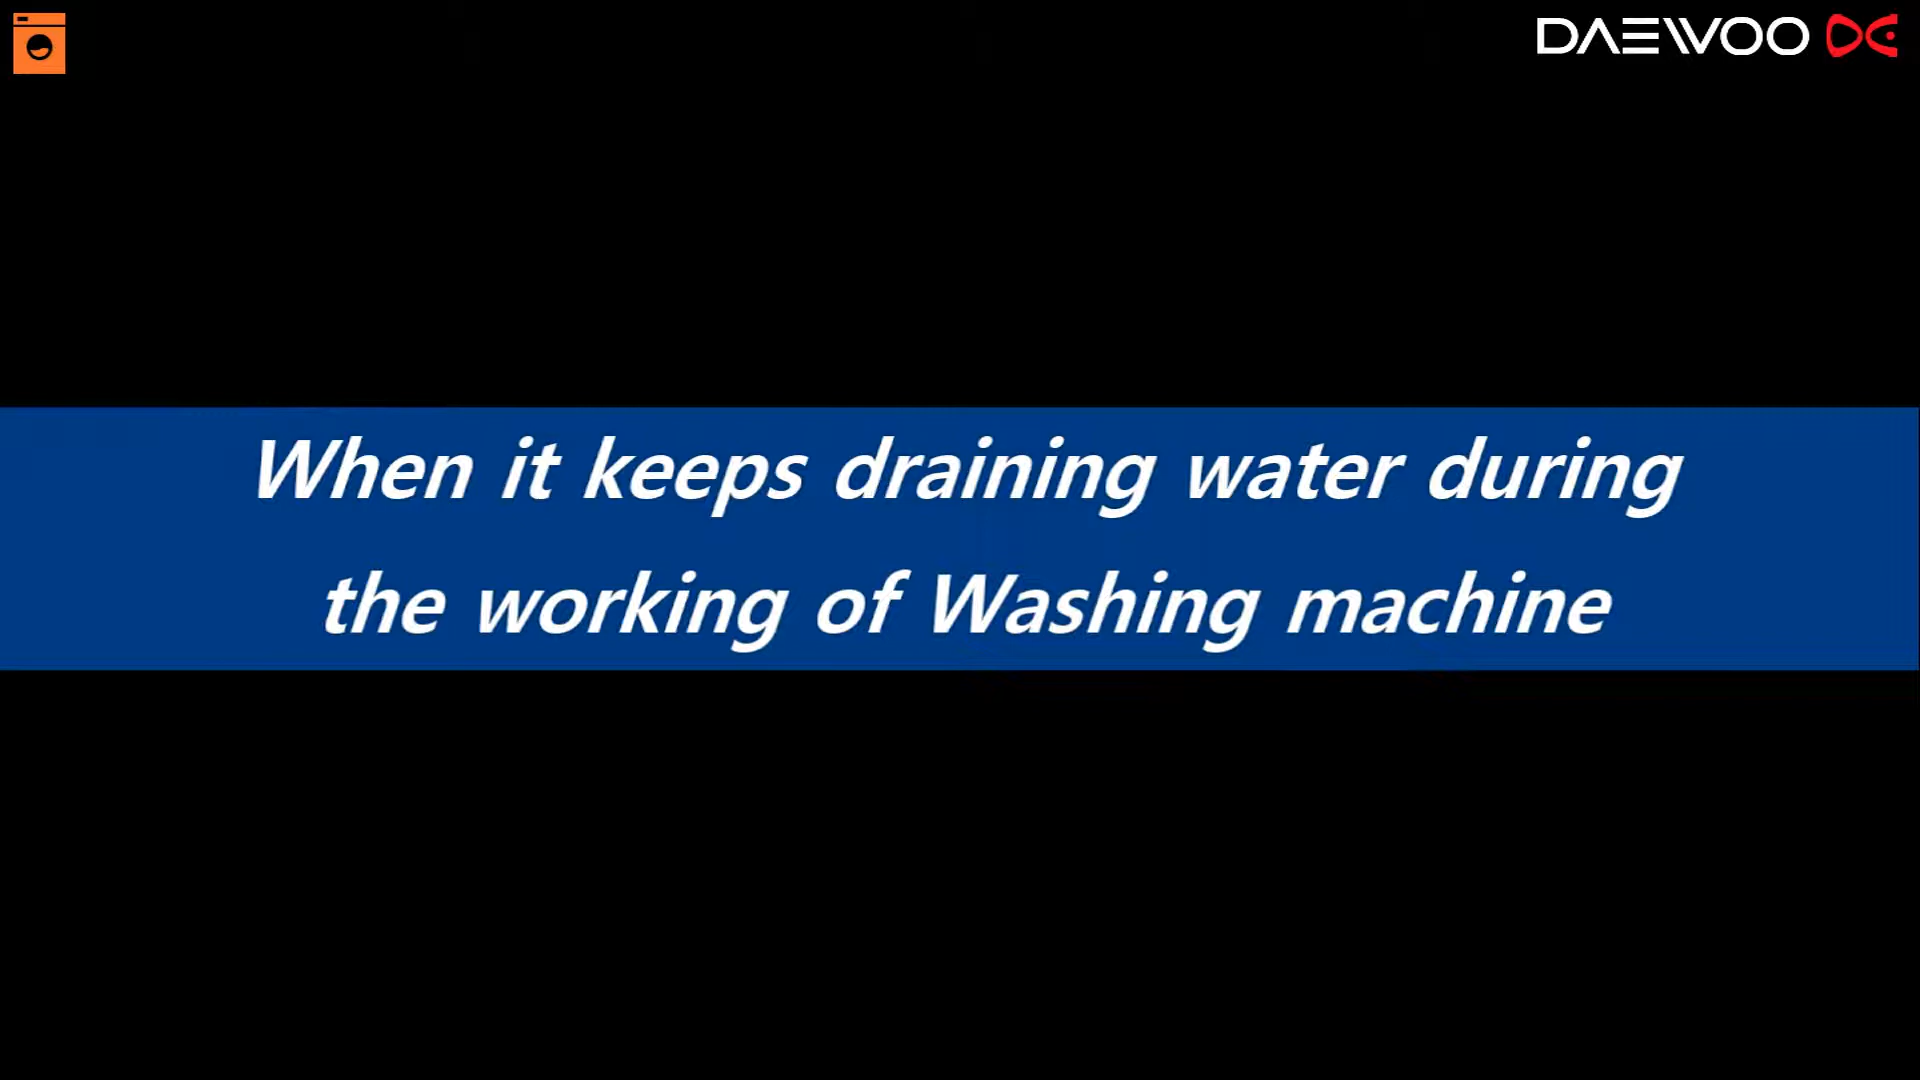 DAEWOO
When it keeps draining water during
the working of Washing machine